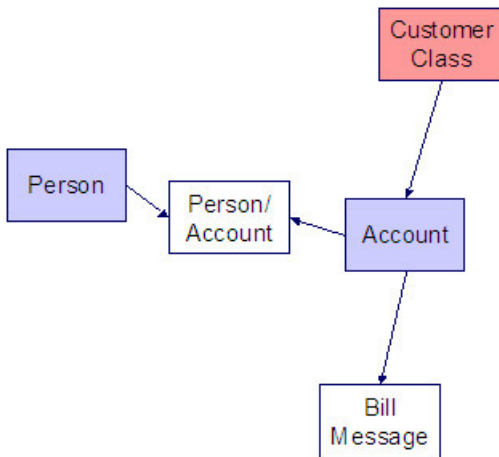 Customer
Class
Person
Person/
Account
Account
Bill
Message